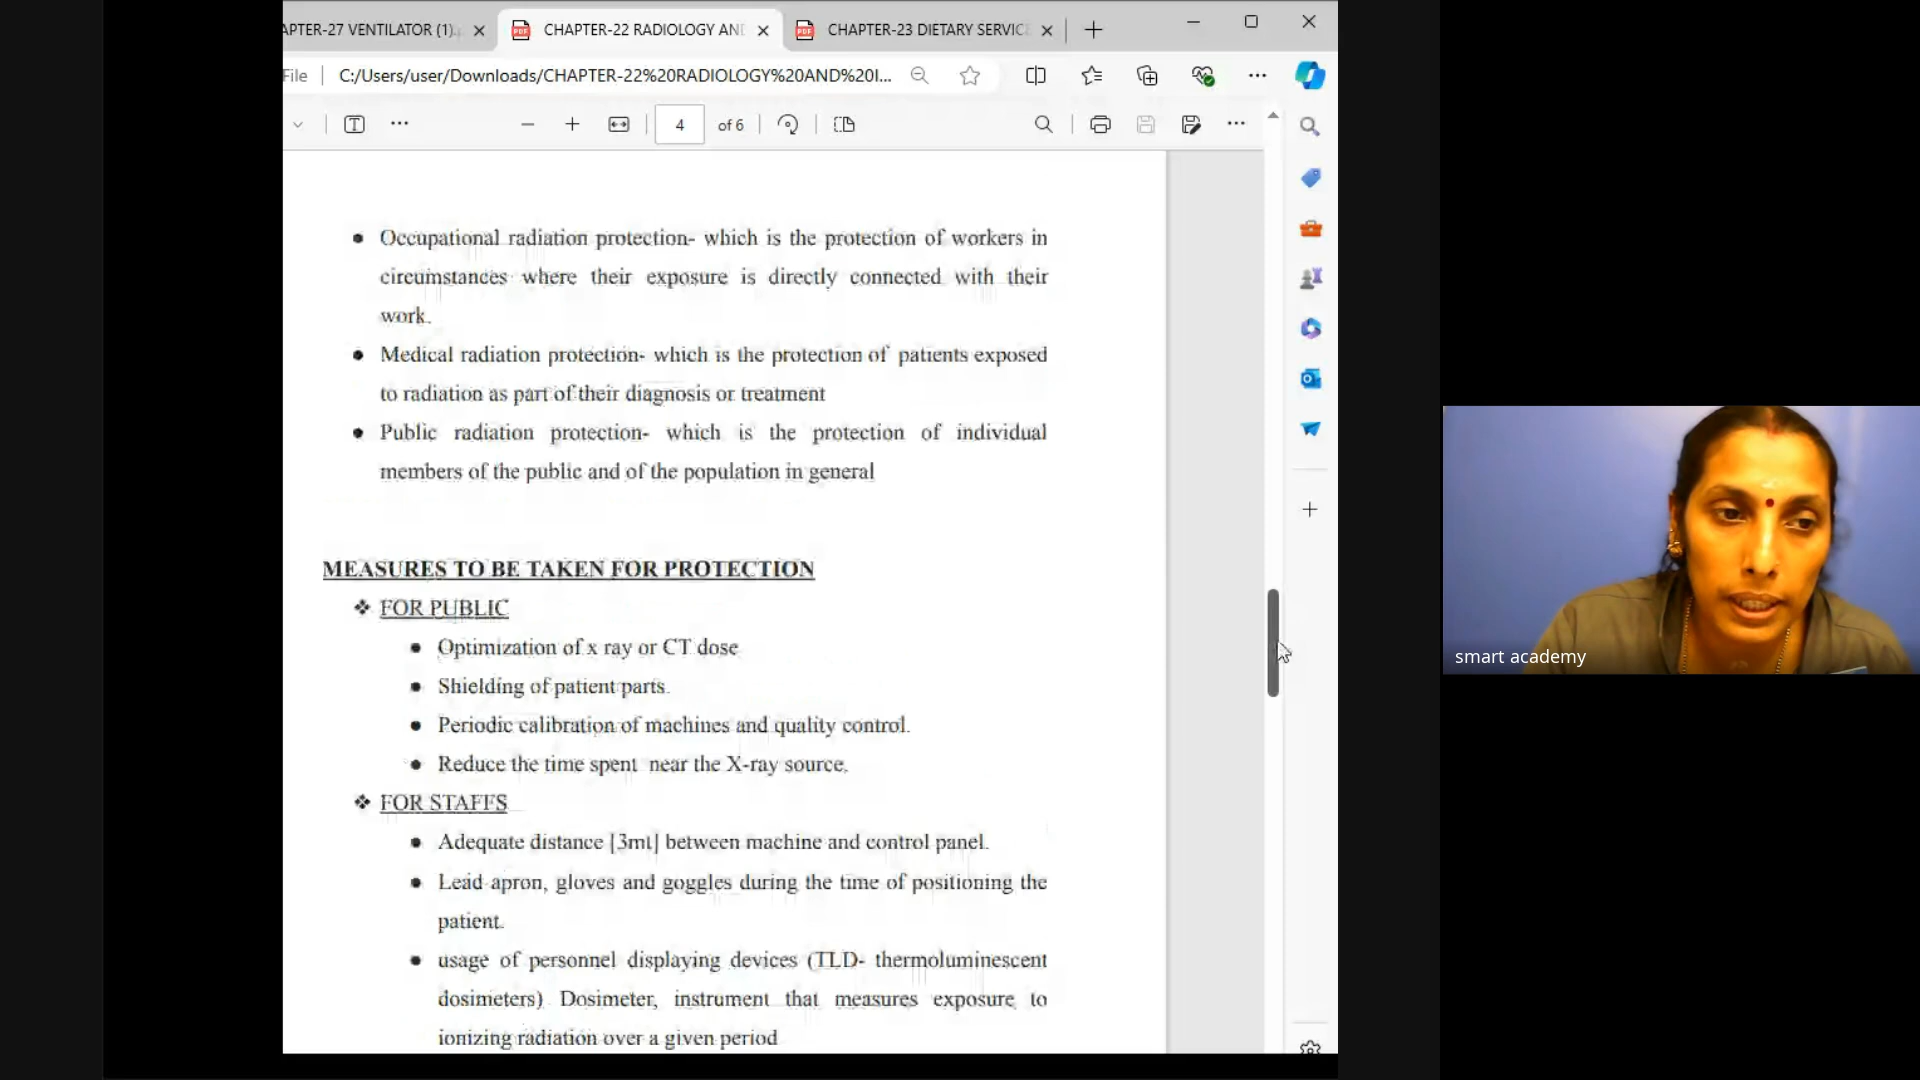 APTER-27 VENTILATOR (1).
CHAPTER-22 RADIOLOGY AND
CHAPTER-23 DIETARY SERVIC
File
C:/Users/user/Downloads/CHAPTER-22%20RADIOLOGY%20AND%20I...
4 of 6
● Occupational radiation protection- which is the protection of workers in
circumstances where their exposure is directly connected with their
work.
● Medical radiation protection- which is the protection of patients exposed
to radiation as part of their diagnosis or treatment
● Public radiation protection- which is the protection of individual
members of the public and of the population in general
MEASURES TO BE TAKEN FOR PROTECTION
❖ FOR PUBLIC
● Optimization of x ray or CT dose
● Shielding of patient parts.
● Periodic calibration of machines and quality control.
● Reduce the time spent near the X-ray source.
❖ FOR STAFFS
● Adequate distance [3mt] between machine and control panel.
● Lead apron, gloves and goggles during the time of positioning the
patient.
● usage of personnel displaying devices (TLD- thermoluminescent
dosimeters) Dosimeter, instrument that measures exposure to
ionizing radiation over a given period
smart academy